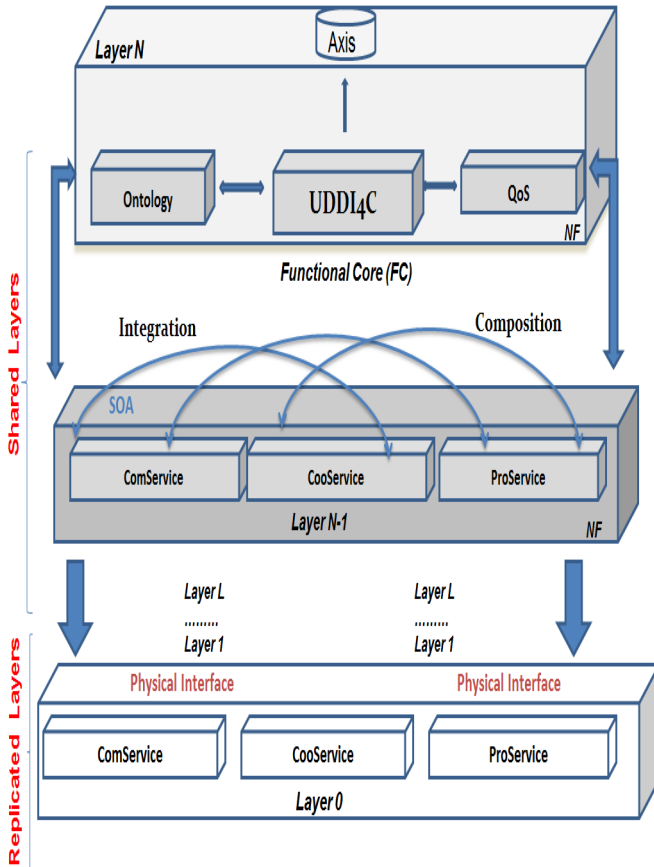 Layer N
Axis
Ontology
UDDI4C
QoS
NF
Functional Core (FC)
Shared Layers
Integration
Composition
SOA
ComService
CooService
ProService
Layer N-1
NF
Layer L
.........
Layer 1
Layer L
.........
Layer 1
Replicated Layers
Physical Interface
Physical Interface
ComService
CooService
ProService
Layer 0